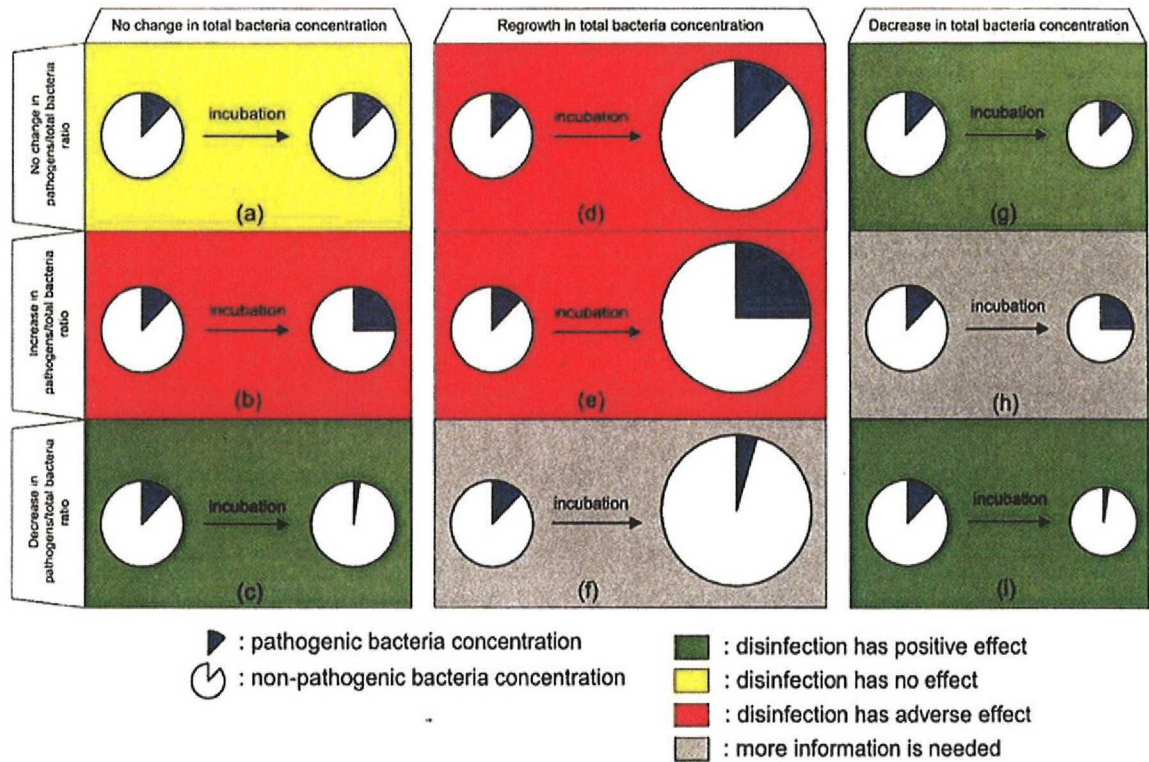 No change in total bacteria concentration
Regrowth in total bacteria concentration
Decrease in total bacteria concentration
No change in
pathogens/total bacteria
ratio
incubation
(a)
incubation
(d)
incubation
(g)
Increase in
pathogens/total bacteria
ratio
incubation
(b)
incubation
(e)
incubation
(h)
Decrease in
pathogens/total bacteria
ratio
incubation
(c)
incubation
(f)
incubation
(i)
: pathogenic bacteria concentration
: non-pathogenic bacteria concentration
: disinfection has positive effect
: disinfection has no effect
: disinfection has adverse effect
: more information is needed